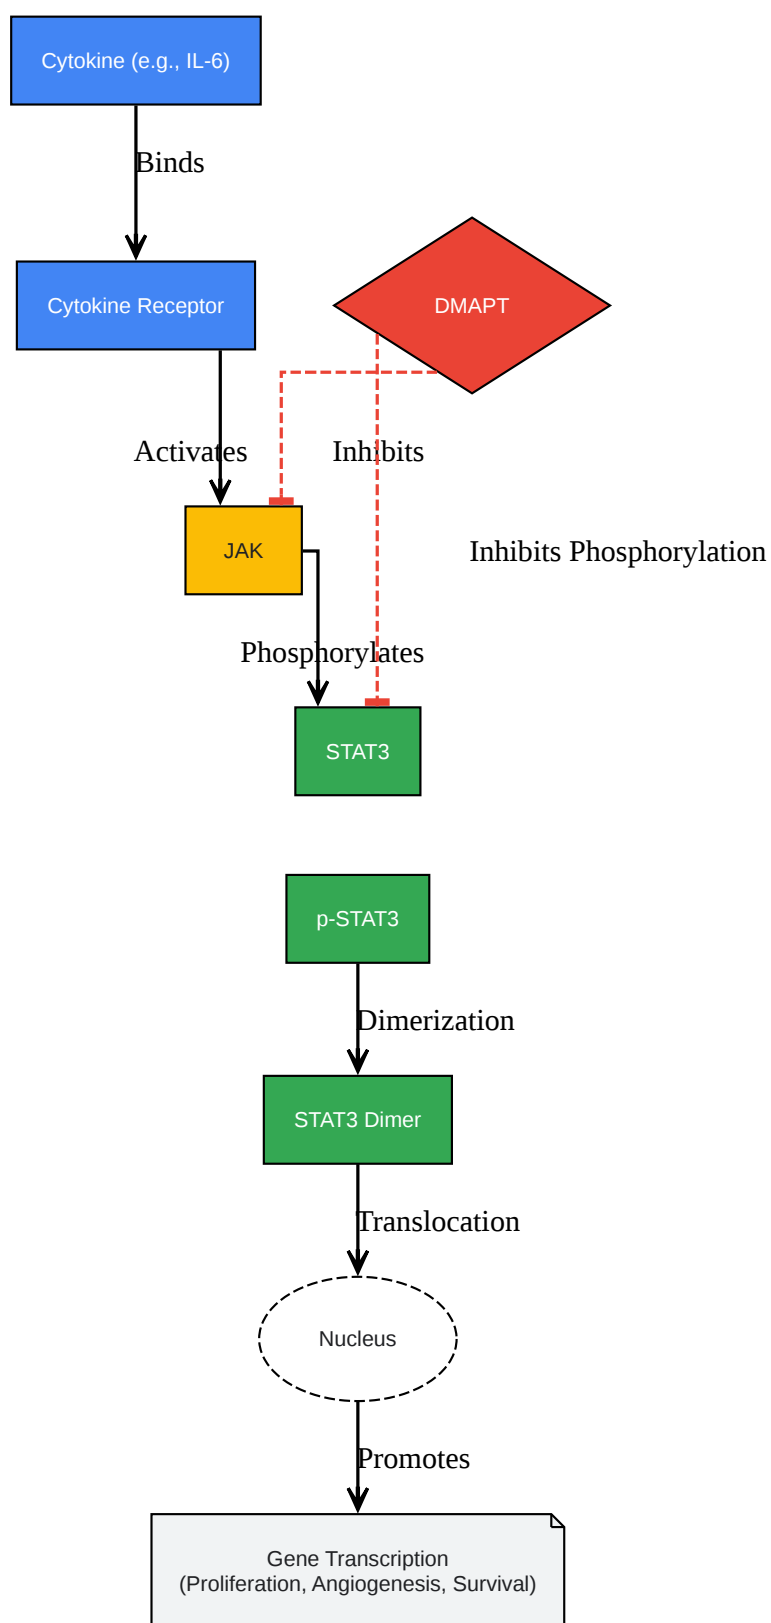 Cytokine (e.g., IL-6)
Binds
Cytokine Receptor
DMAPT
Activates
Inhibits
JAK
Inhibits Phosphorylation
Phosphorylates
STAT3
p-STAT3
Dimerization
STAT3 Dimer
Translocation
Nucleus
Promotes
Gene Transcription
(Proliferation, Angiogenesis, Survival)